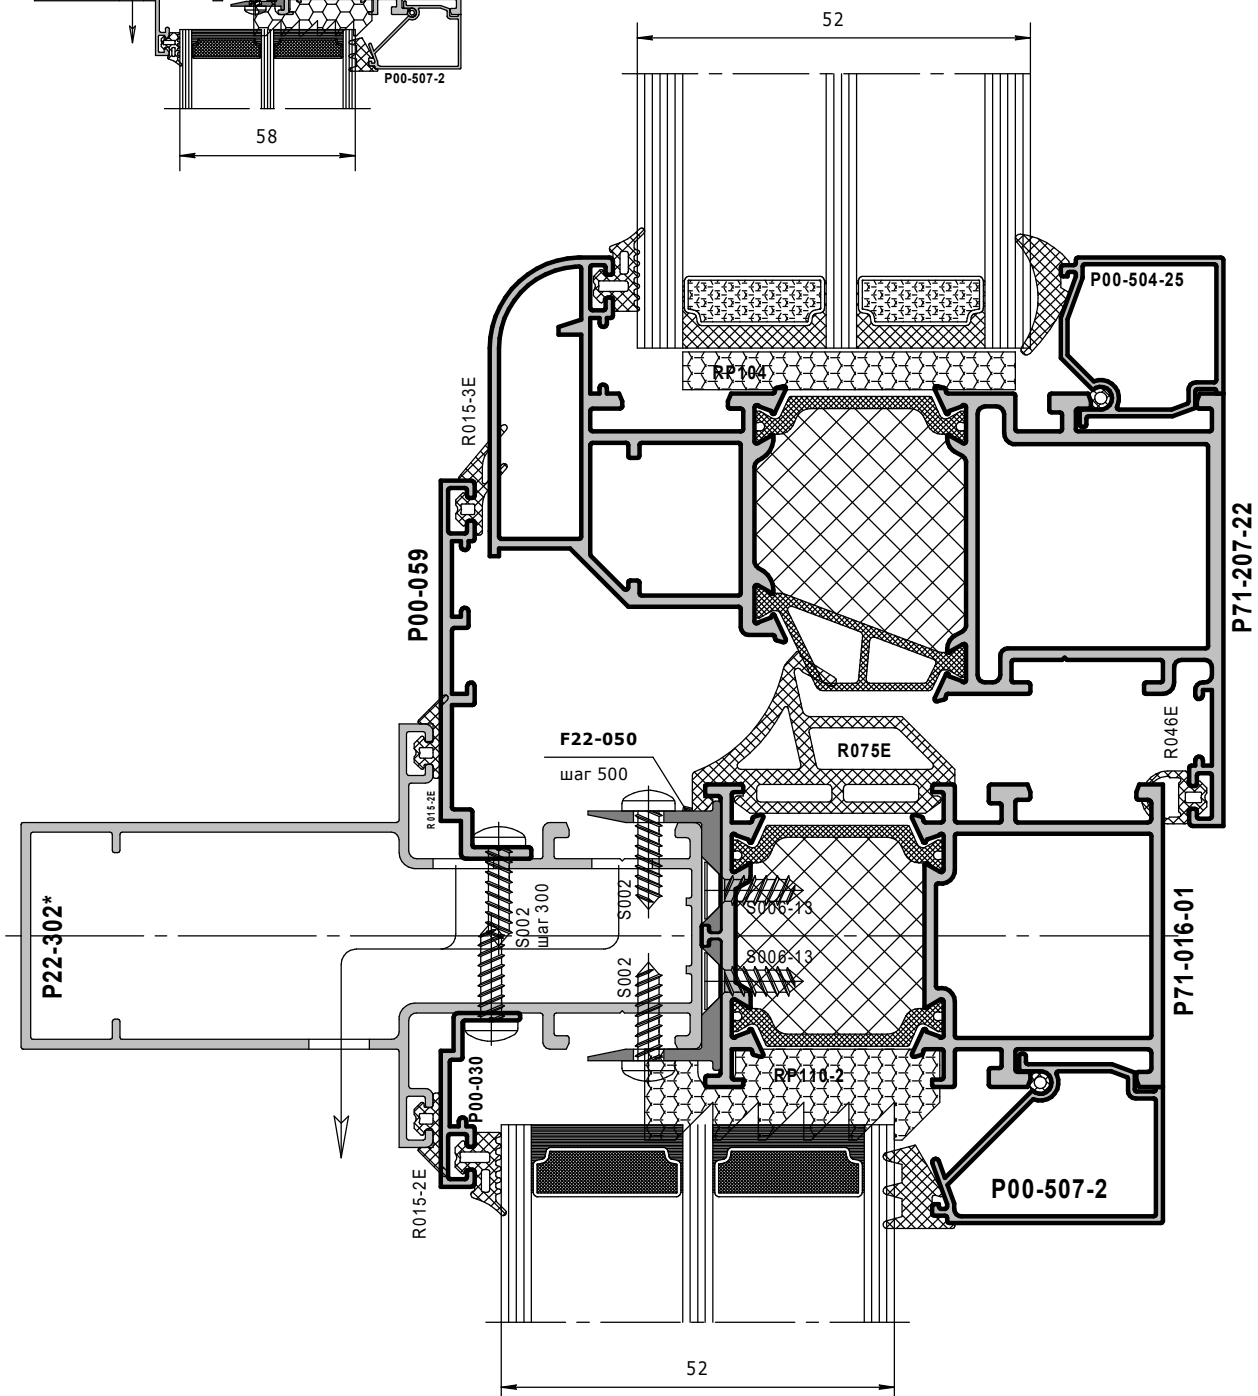 P00-507-2
58
52
P00-504-25
RP104
R015-3E
P00-059
P71-207-22
R046E
F22-050
шаг 500
R075E
R015-2E
P22-302*
S002
шаг 300
S002
S006-13
S002
S006-13
P71-016-01
P00-030
RP110-2
R015-2E
P00-507-2
52